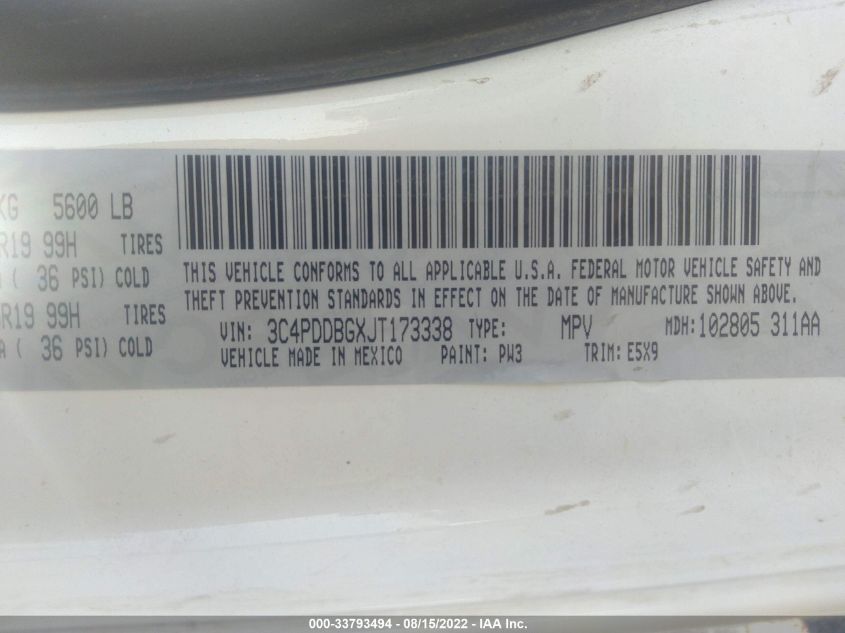 KG 5600 LB
R19 99H TIRES
( 36 PSI) COLD
R19 99H TIRES
A ( 36 PSI) COLD
THIS VEHICLE CONFORMS TO ALL APPLICABLE U.S.A. FEDERAL MOTOR VEHICLE SAFETY AND
THEFT PREVENTION STANDARDS IN EFFECT ON THE DATE OF MANUFACTURE SHOWN ABOVE.
VIN: 3C4PDDBGXJT173338 TYPE: MPV MDH:102805 311AA
VEHICLE MADE IN MEXICO PAINT: PW3 TRIM: E5X9
000-33793494 - 08/15/2022 - IAA Inc.